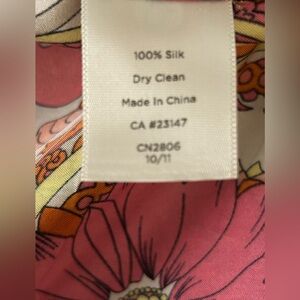 100% Silk
Dry Clean
Made In China
CA #23147
CN2806
10/11